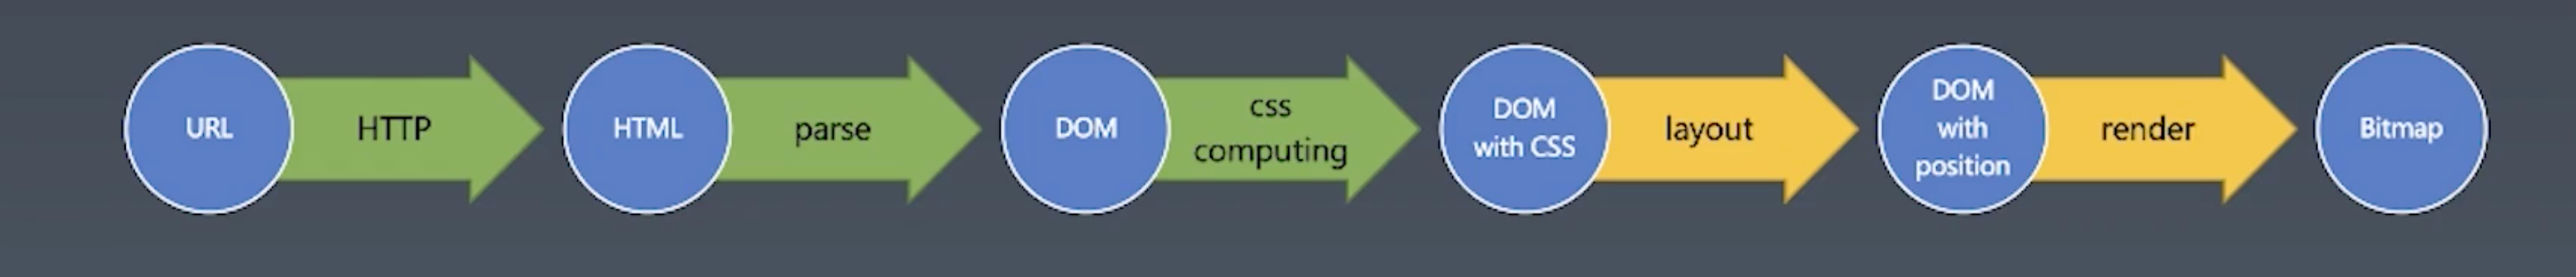 URL
HTTP
HTML
parse
DOM
css
computing
DOM
with CSS
layout
DOM
with
position
render
Bitmap